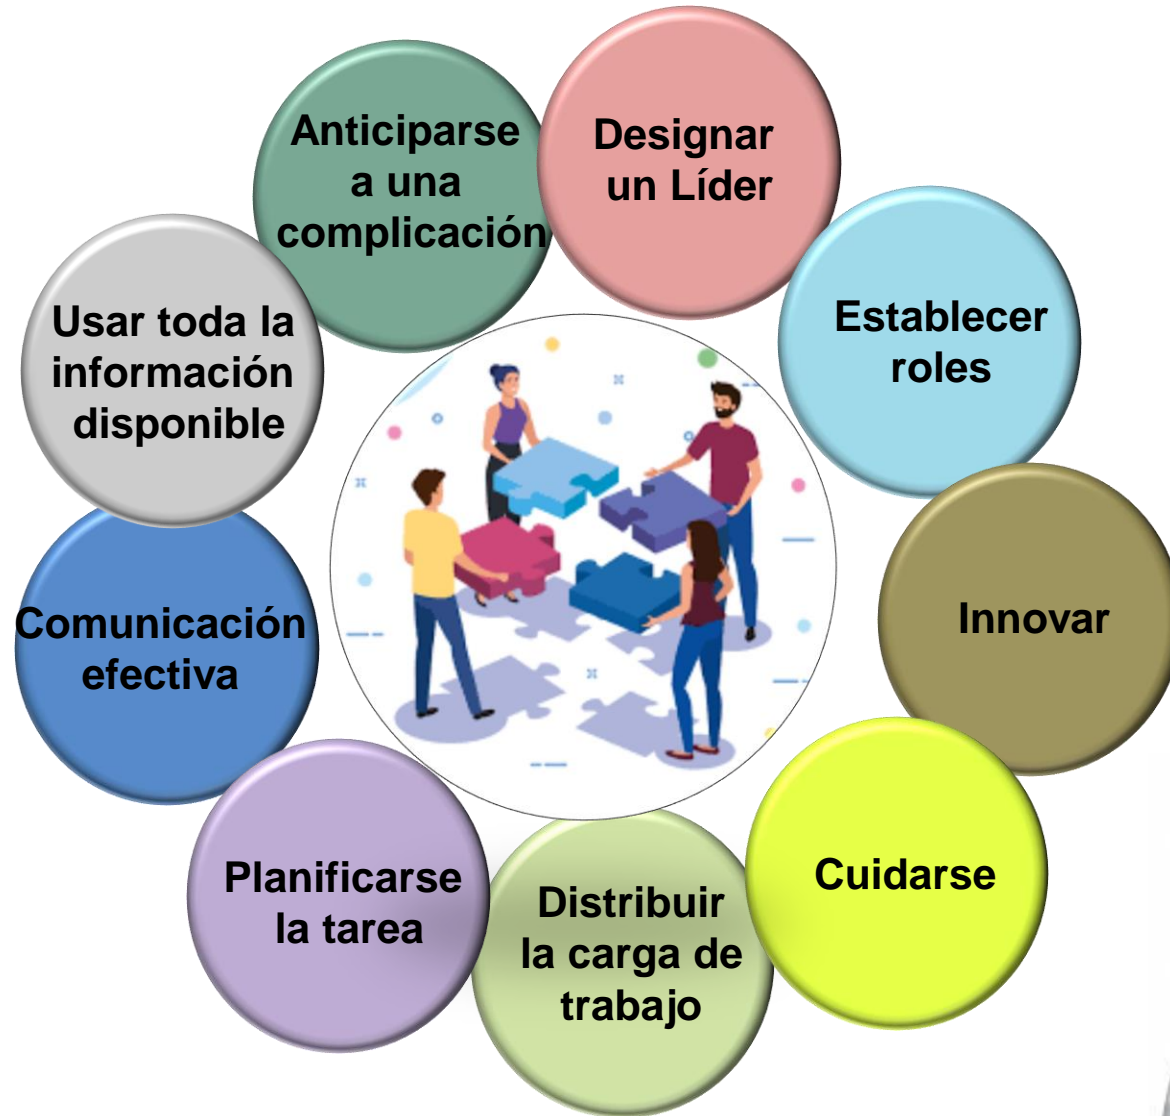 Anticiparse
a una
complicación
Designar
un Líder
Establecer
roles
Innovar
Cuidarse
Distribuir
la carga de
trabajo
Planificarse
la tarea
Comunicación
efectiva
Usar toda la
información
disponible